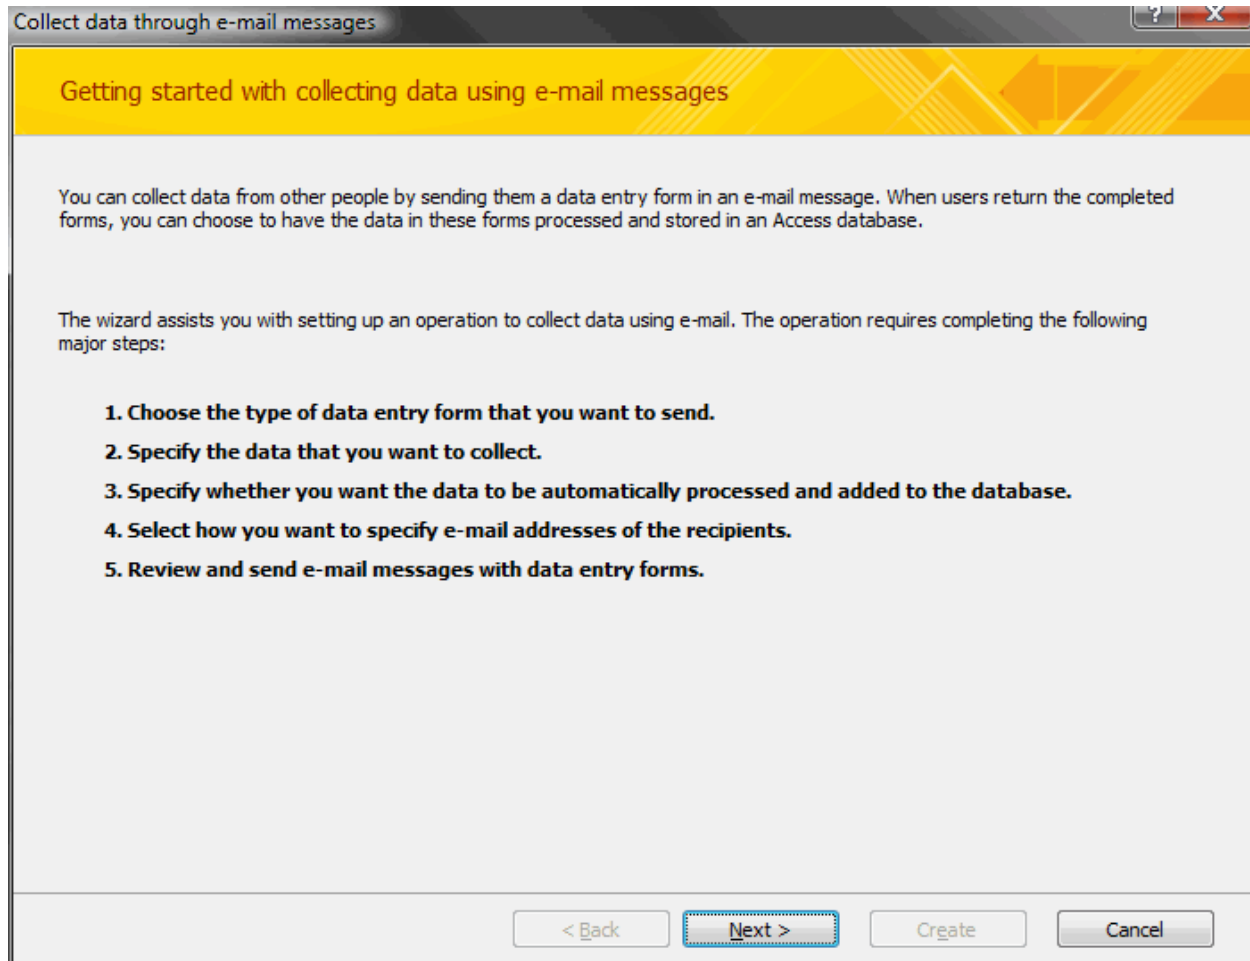 Collect data through e-mail messages
?
X
Getting started with collecting data using e-mail messages
You can collect data from other people by sending them a data entry form in an e-mail message. When users return the completed
forms, you can choose to have the data in these forms processed and stored in an Access database.
The wizard assists you with setting up an operation to collect data using e-mail. The operation requires completing the following
major steps:
1. Choose the type of data entry form that you want to send.
2. Specify the data that you want to collect.
3. Specify whether you want the data to be automatically processed and added to the database.
4. Select how you want to specify e-mail addresses of the recipients.
5. Review and send e-mail messages with data entry forms.
< Back
Next >
Create
Cancel